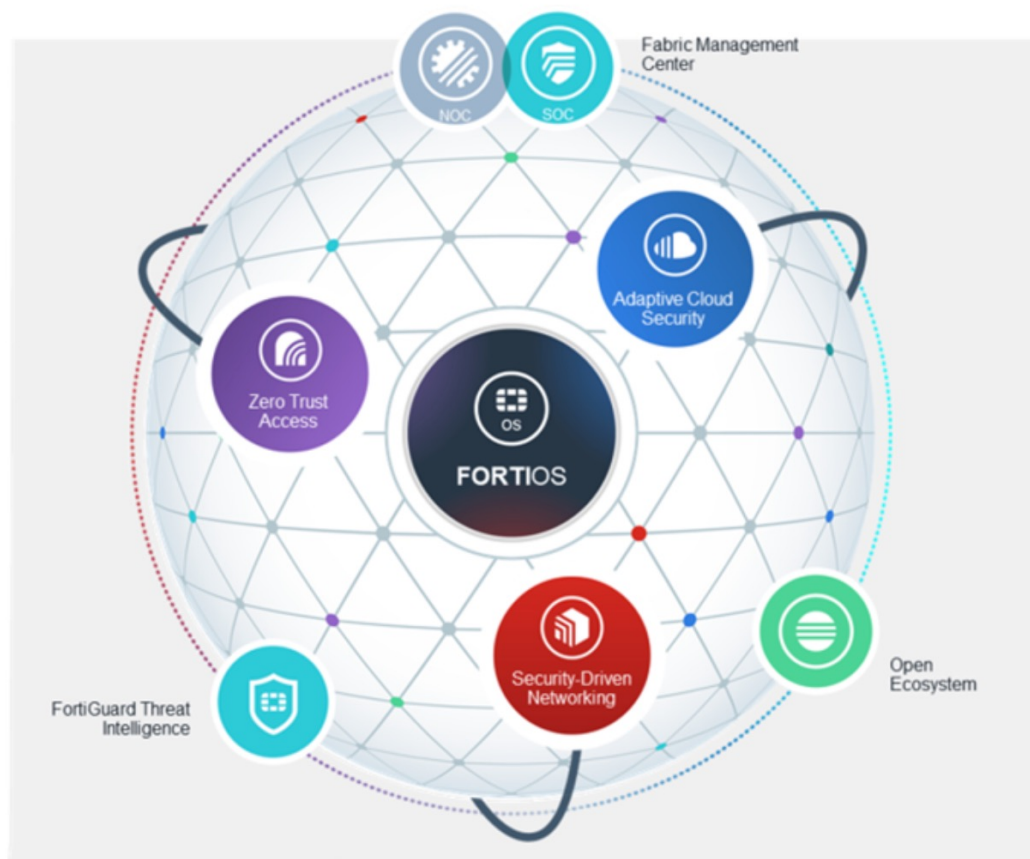 NOC
SOC
Fabric Management
Center
Adaptive Cloud
Security
Zero Trust
Access
OS
FORTIOS
Security-Driven
Networking
Open
Ecosystem
FortiGuard Threat
Intelligence